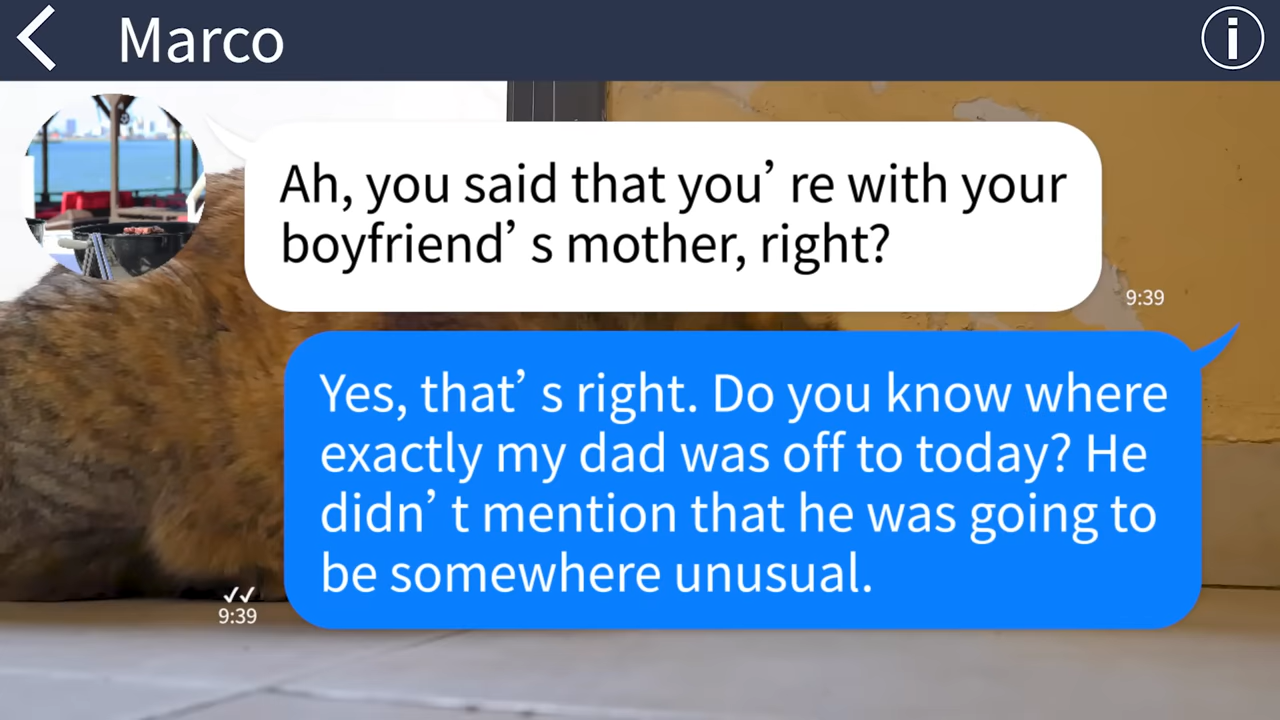 Marco
Ah, you said that you’ re with your
boyfriend’ s mother, right?
9:39
Yes, that’ s right. Do you know where
exactly my dad was off to today? He
didn’ t mention that he was going to
be somewhere unusual.
9:39